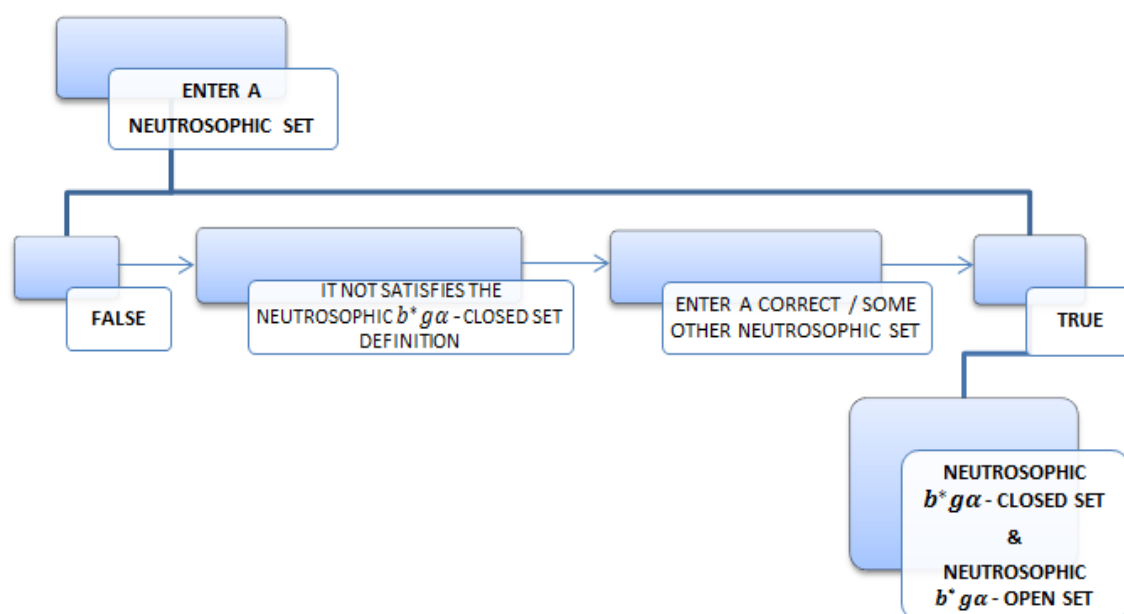 ENTER A
NEUTROSOPHIC SET
FALSE
IT NOT SATISFIES THE
NEUTROSOPHIC b* gα - CLOSED SET
DEFINITION
ENTER A CORRECT / SOME
OTHER NEUTROSOPHIC SET
TRUE
NEUTROSOPHIC
b* gα - CLOSED SET
&
NEUTROSOPHIC
b* gα - OPEN SET